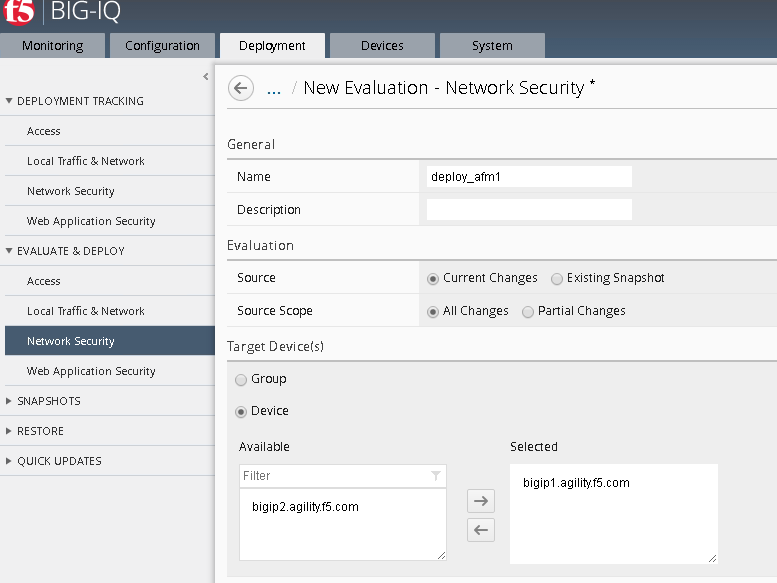 f5 BIG-IQ
Monitoring Configuration Deployment Devices System
... / New Evaluation - Network Security *
DEPLOYMENT TRACKING
Access
Local Traffic & Network
Network Security
Web Application Security
EVALUATE & DEPLOY
Access
Local Traffic & Network
Network Security
Web Application Security
SNAPSHOTS
RESTORE
QUICK UPDATES
General
Name deploy_afm1
Description
Evaluation
Source Current Changes Existing Snapshot
Source Scope All Changes Partial Changes
Target Device(s)
Group
Device
Available
Filter
bigip2.agility.f5.com
Selected
bigip1.agility.f5.com